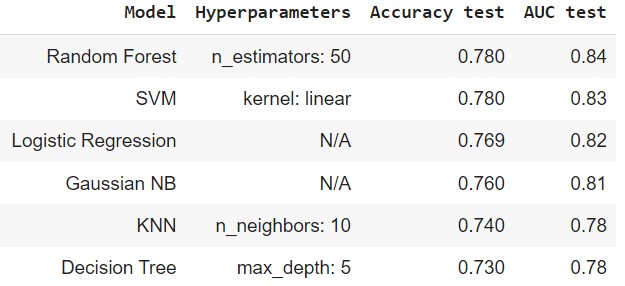 Model Hyperparameters Accuracy test AUC test
Random Forest n_estimators: 50 0.780 0.84
SVM kernel: linear 0.780 0.83
Logistic Regression N/A 0.769 0.82
Gaussian NB N/A 0.760 0.81
KNN n_neighbors: 10 0.740 0.78
Decision Tree max_depth: 5 0.730 0.78